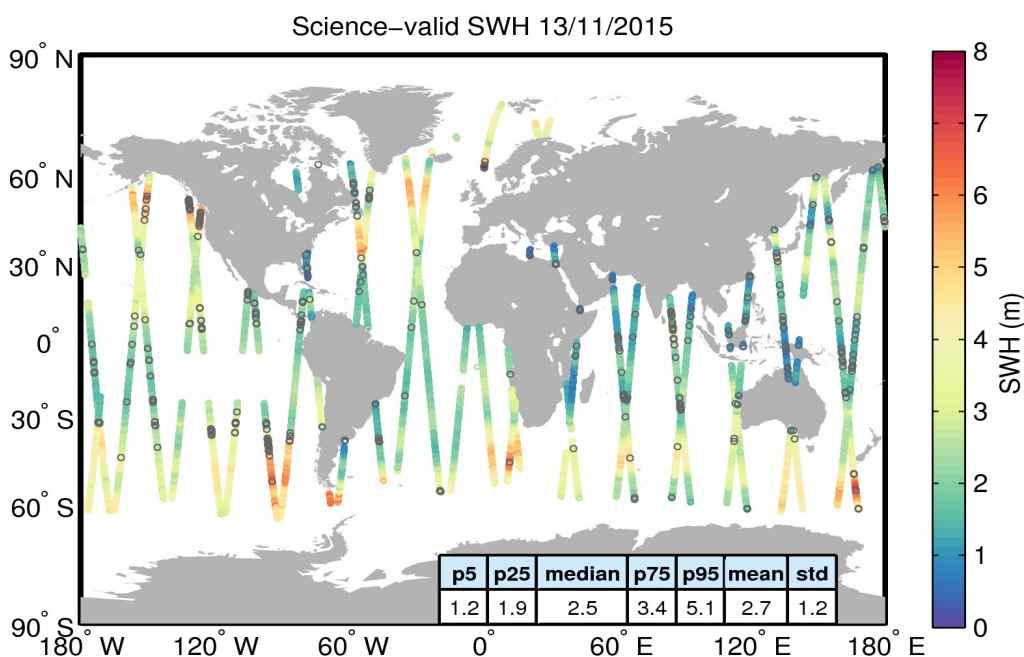 Science−valid SWH 13/11/2015
90° N
60° N
30° N
0°
30° S
60° S
90° S
180° W
120° W
60° W
0°
60° E
120° E
180° E
p5 p25 median p75 p95 mean std
1.2 1.9 2.5 3.4 5.1 2.7 1.2
8
7
6
5
4
3
2
1
0
SWH (m)